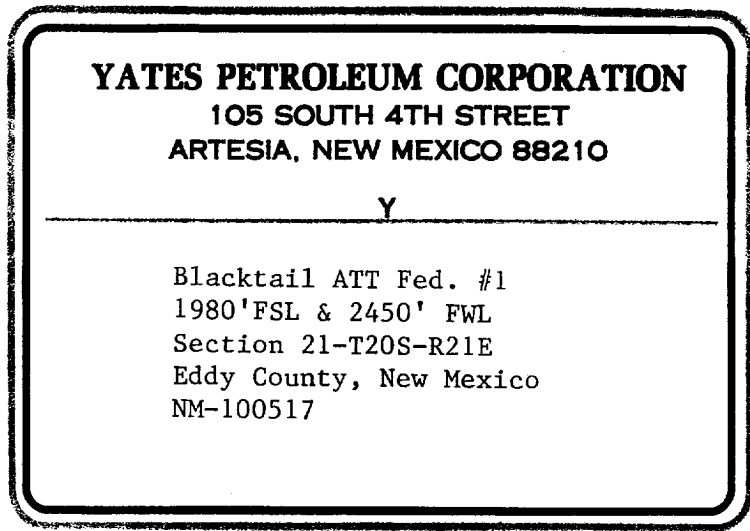 YATES PETROLEUM CORPORATION
105 SOUTH 4TH STREET
ARTESIA, NEW MEXICO 88210
Y
Blacktail ATT Fed. #1
1980'FSL & 2450' FWL
Section 21-T20S-R21E
Eddy County, New Mexico
NM-100517